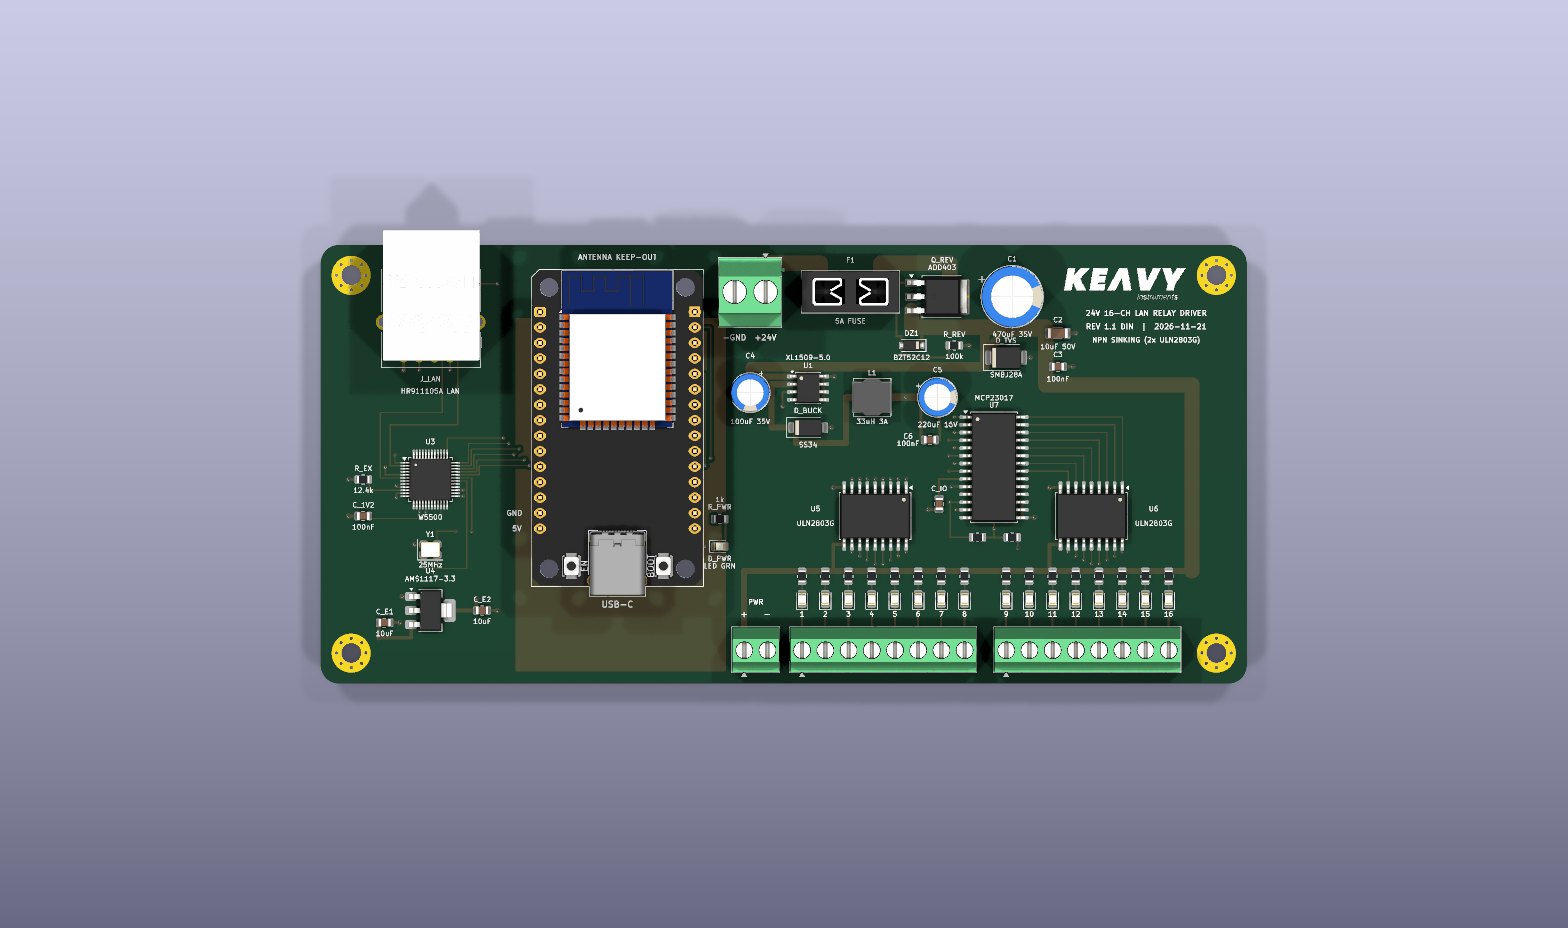 ANTENNA KEEP-OUT
F1
Q_REV
AOD403
C1
KEAVY
instruments
24V 16-CH LAN RELAY DRIVER
REV 1.1 DIN | 2026-11-21
NPN SINKING (2x ULN2803G)
5A FUSE
-GND +24V
DZ1
BZT52C12
R_REV
100k
470uF 35V
D_TVS
SMBJ28A
C2
10uF 50V
C3
100nF
J_LAN
HR911105A LAN
C4
100uF 35V
XL1509-5.0
U1
D_BUCK
SS34
L1
33uH 3A
C5
220uF 16V
C6
100nF
MCP23017
U7
U3
W5500
R_EX
12.4k
C_1V2
100nF
Y1
25MHz
U4
AMS1117-3.3
C_E1
10uF
C_E2
10uF
GND
5V
EN
BOOT
USB-C
1k
R_PWR
D_PWR
LED GRN
C_IO
U5
ULN2803G
U6
ULN2803G
PWR
+ -
1 2 3 4 5 6 7 8
9 10 11 12 13 14 15 16